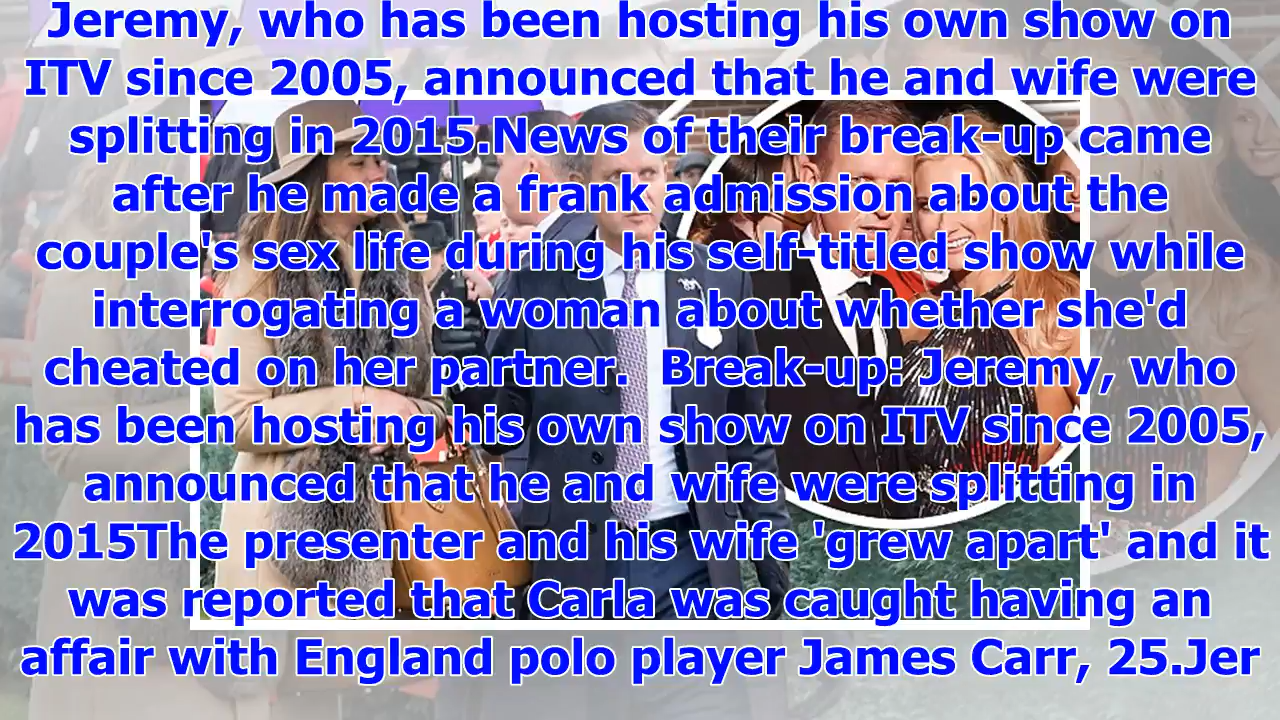 Jeremy, who has been hosting his own show on
ITV since 2005, announced that he and wife were
splitting in 2015.News of their break-up came
after he made a frank admission about the
couple's sex life during his self-titled show while
interrogating a woman about whether she'd
cheated on her partner.  Break-up: Jeremy, who
has been hosting his own show on ITV since 2005,
announced that he and wife were splitting in
2015The presenter and his wife 'grew apart' and it
was reported that Carla was caught having an
affair with England polo player James Carr, 25.Jer